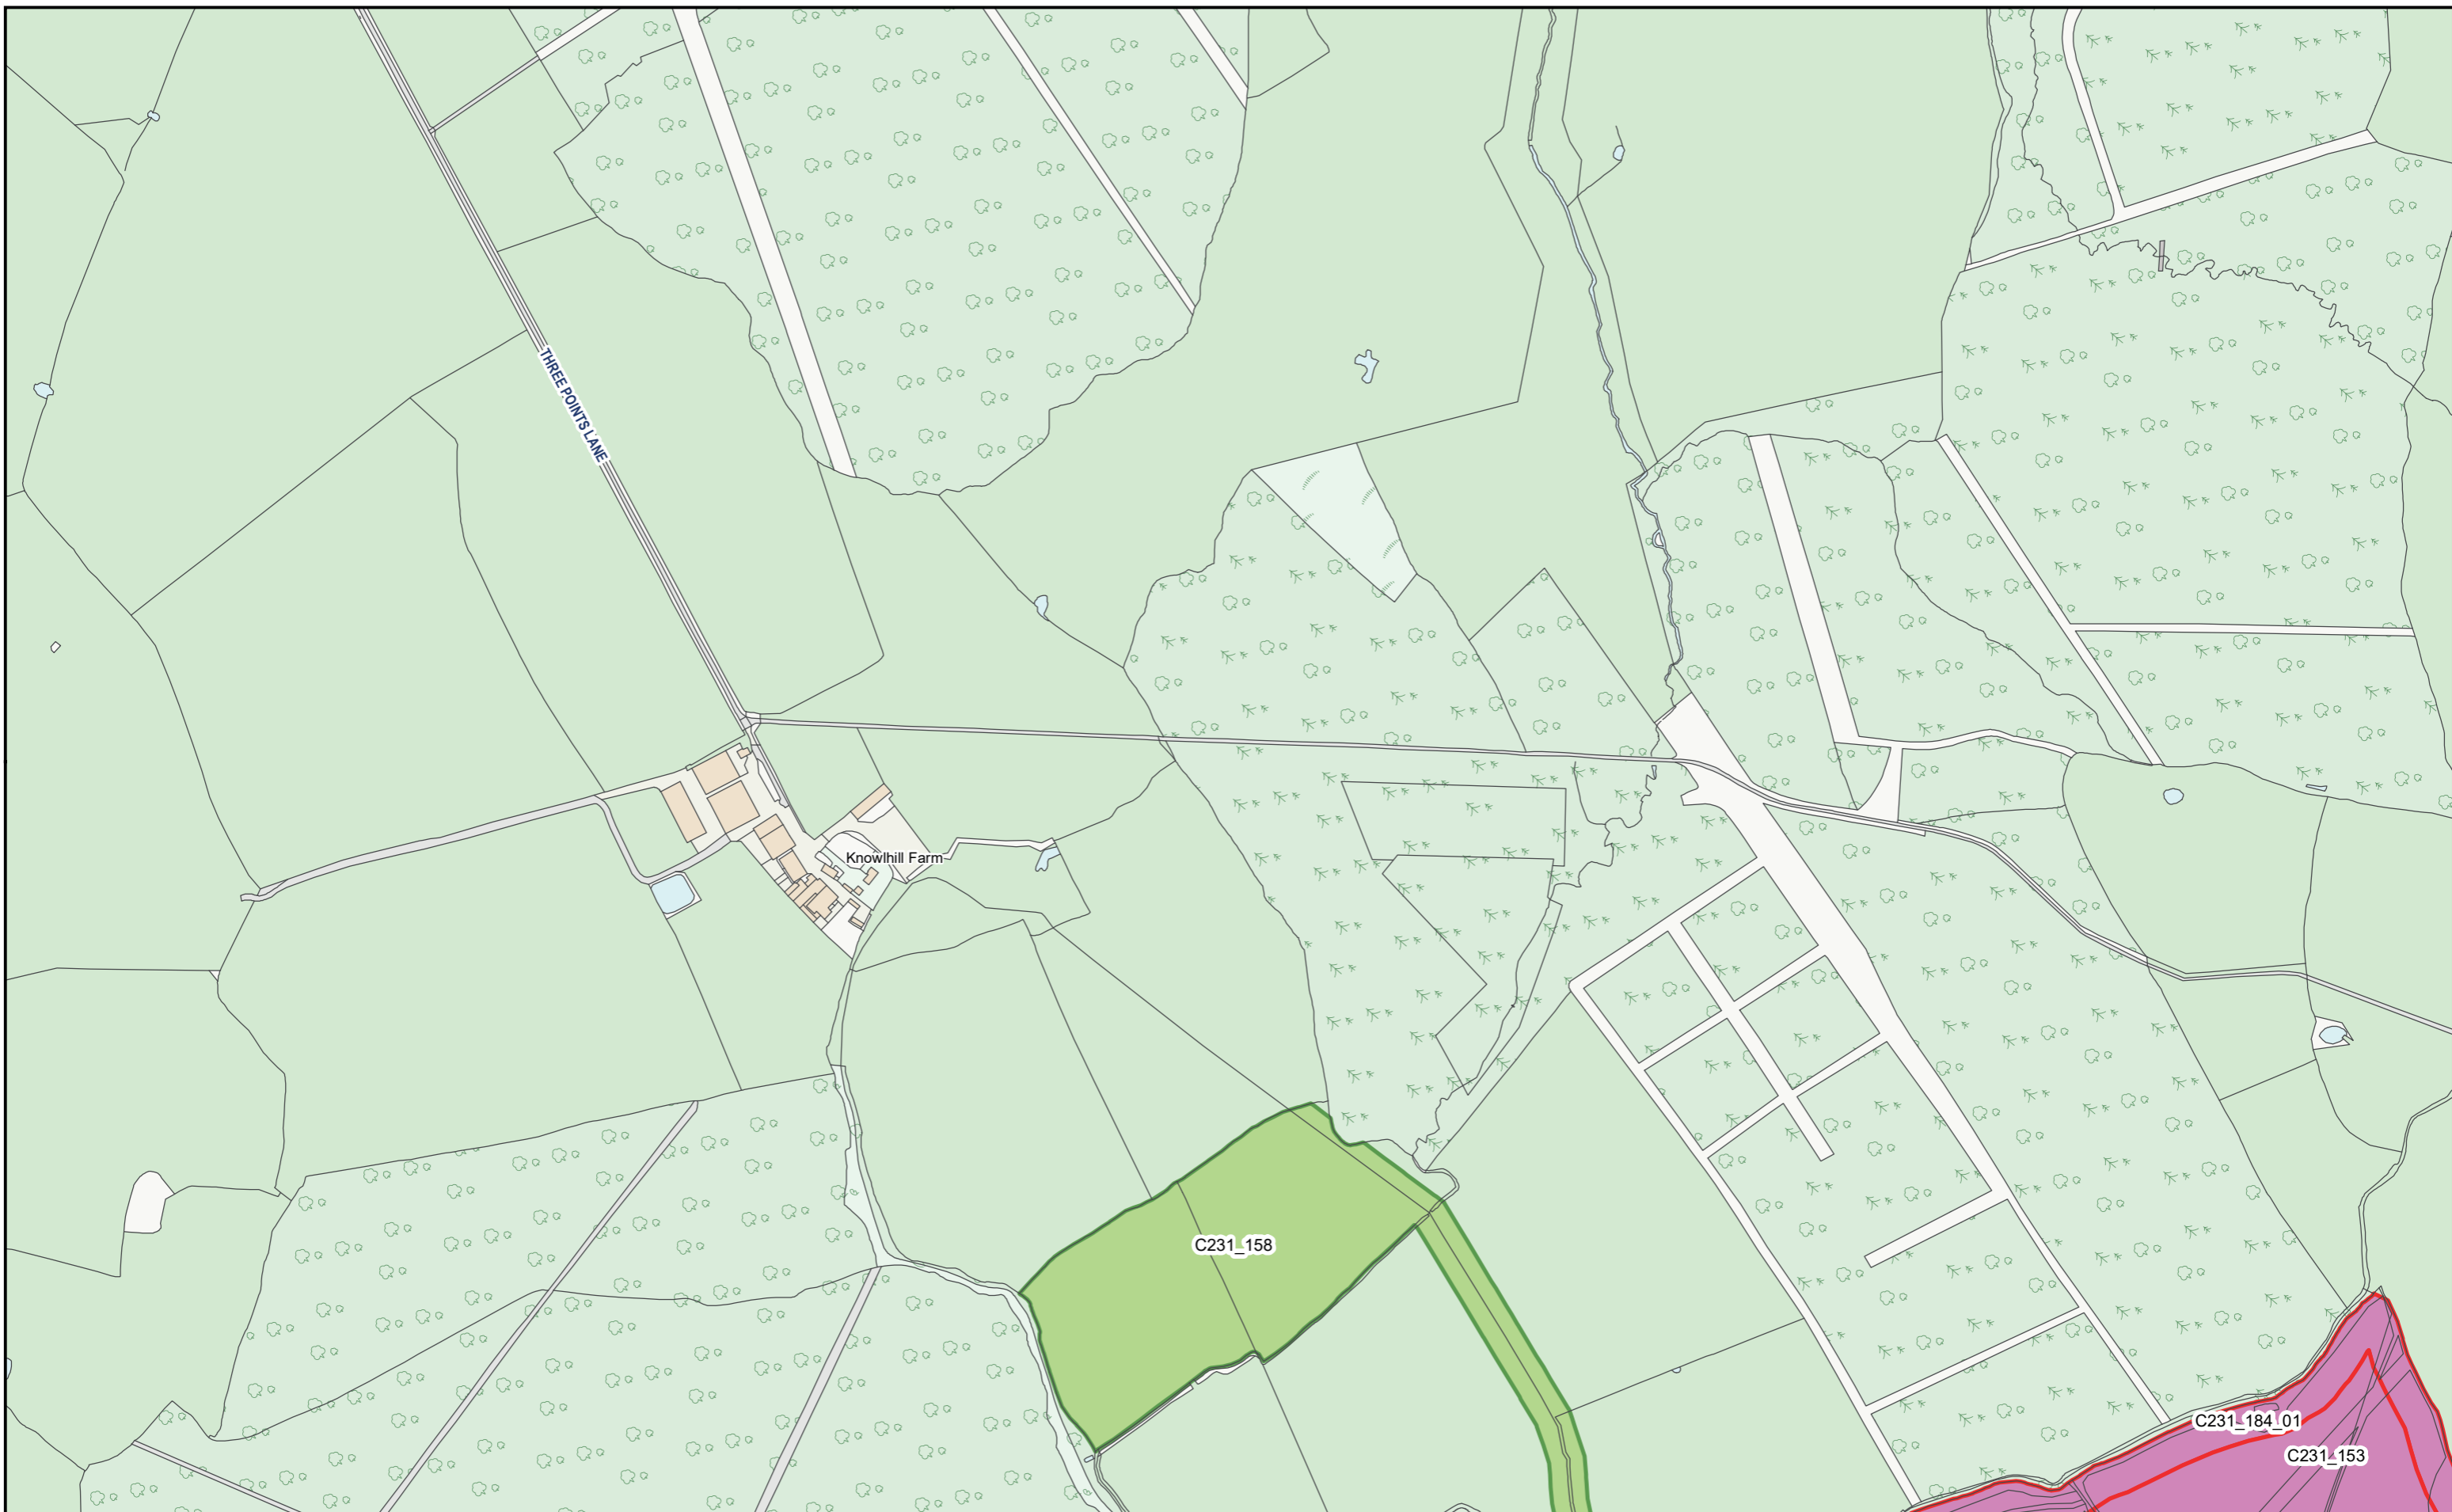 THREE POINTS LANE
Knowlhill Farm
C231_158
C231_184_01
C231_153